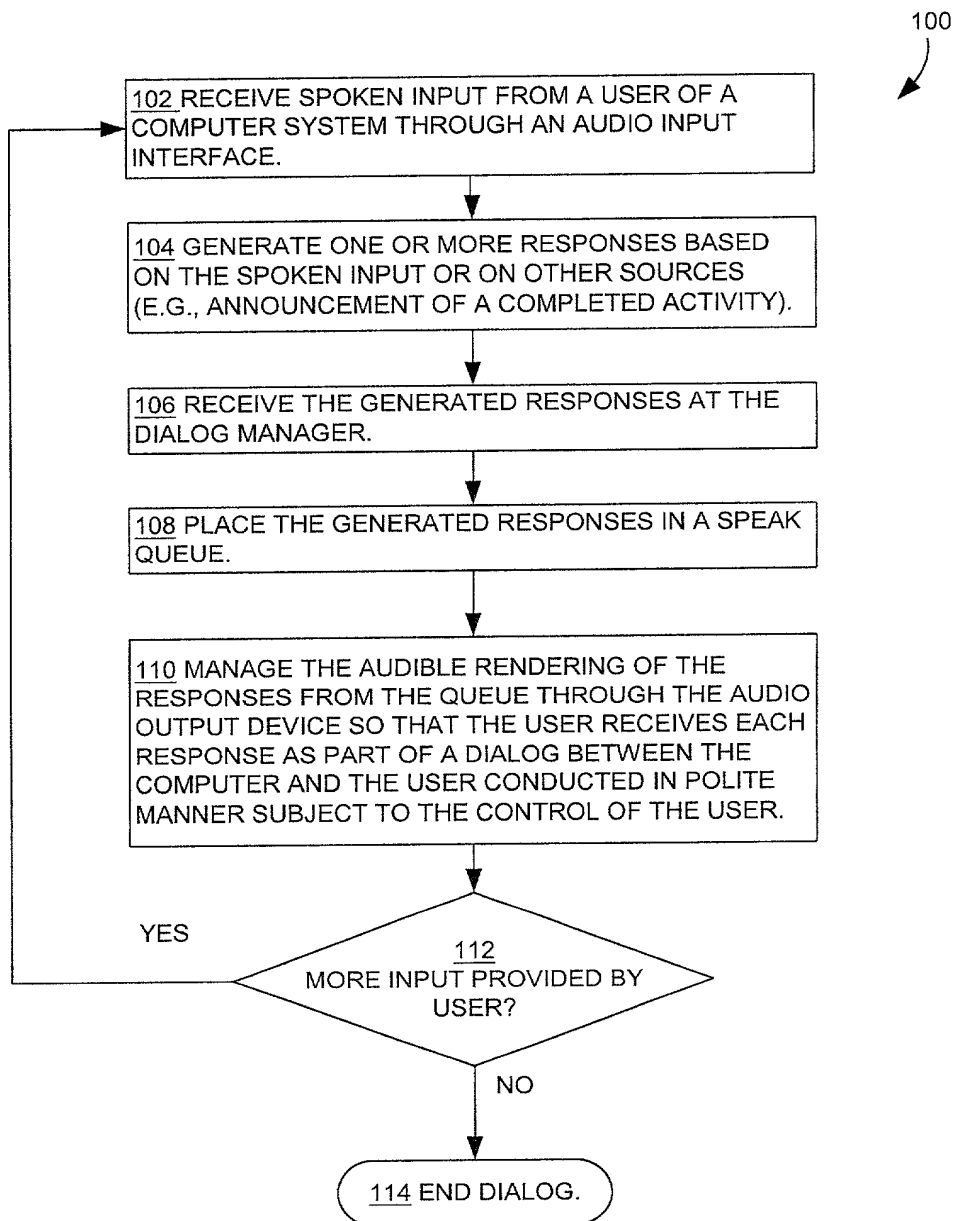 100
102 RECEIVE SPOKEN INPUT FROM A USER OF A
COMPUTER SYSTEM THROUGH AN AUDIO INPUT
INTERFACE.
104 GENERATE ONE OR MORE RESPONSES BASED
ON THE SPOKEN INPUT OR ON OTHER SOURCES
(E.G., ANNOUNCEMENT OF A COMPLETED ACTIVITY).
106 RECEIVE THE GENERATED RESPONSES AT THE
DIALOG MANAGER.
108 PLACE THE GENERATED RESPONSES IN A SPEAK
QUEUE.
110 MANAGE THE AUDIBLE RENDERING OF THE
RESPONSES FROM THE QUEUE THROUGH THE AUDIO
OUTPUT DEVICE SO THAT THE USER RECEIVES EACH
RESPONSE AS PART OF A DIALOG BETWEEN THE
COMPUTER AND THE USER CONDUCTED IN POLITE
MANNER SUBJECT TO THE CONTROL OF THE USER.
YES
112
MORE INPUT PROVIDED BY
USER?
NO
114 END DIALOG.